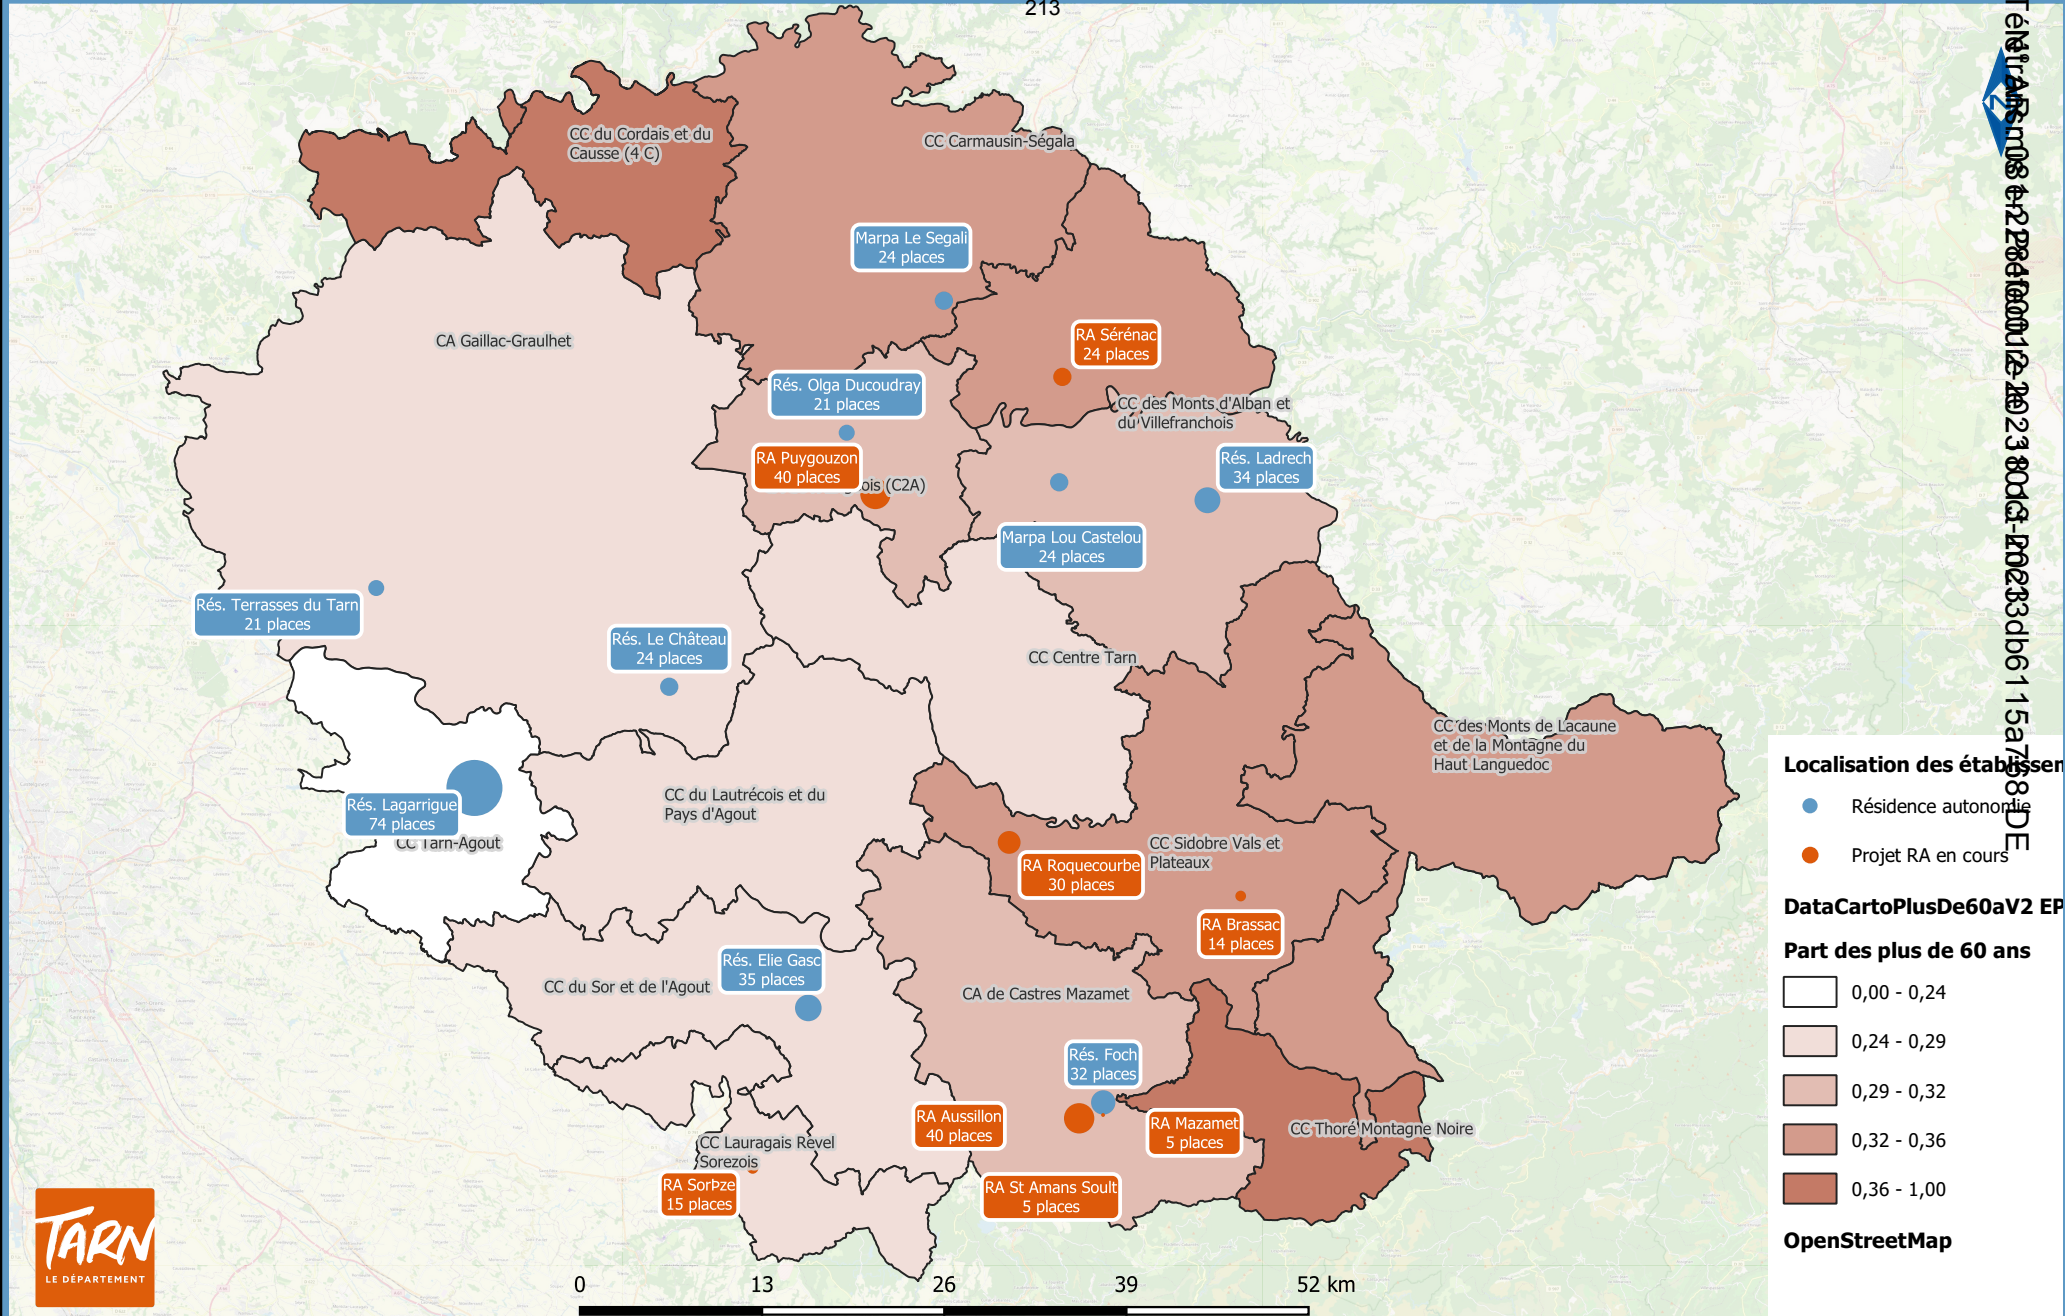 213
CC du Cordais et du
Causse (4 C)
CC Carmausin-Ségala
Marpa Le Segali
24 places
CA Gaillac-Graulhet
RA Sérénac
24 places
Rés. Olga Ducoudray
21 places
CC des Monts d'Alban et
du Villefranchois
RA Puygouzon
40 places
ois (C2A)
Rés. Ladrech
34 places
Marpa Lou Castelou
24 places
Rés. Terrasses du Tarn
21 places
Rés. Le Château
24 places
CC Centre Tarn
CC des Monts de Lacaune
et de la Montagne du
Haut Languedoc
Rés. Lagarrigue
74 places
CC Tarn-Agout
CC du Lautrécois et du
Pays d'Agout
CC Sidobre Vals et
Plateaux
RA Roquecourbe
30 places
RA Brassac
14 places
Rés. Elie Gasc
35 places
CC du Sor et de l'Agout
CA de Castres Mazamet
Rés. Foch
32 places
RA Aussillon
40 places
RA Mazamet
5 places
CC Thoré Montagne Noire
CC Lauragais Revel
Sorezois
RA SorÞze
15 places
RA St Amans Soult
5 places
Localisation des établissem
Résidence autonomie
Projet RA en cours
DataCartoPlusDe60aV2 EP
Part des plus de 60 ans
0,00 - 0,24
0,24 - 0,29
0,29 - 0,32
0,32 - 0,36
0,36 - 1,00
OpenStreetMap
TARN
LE DÉPARTEMENT
0 13 26 39 52 km